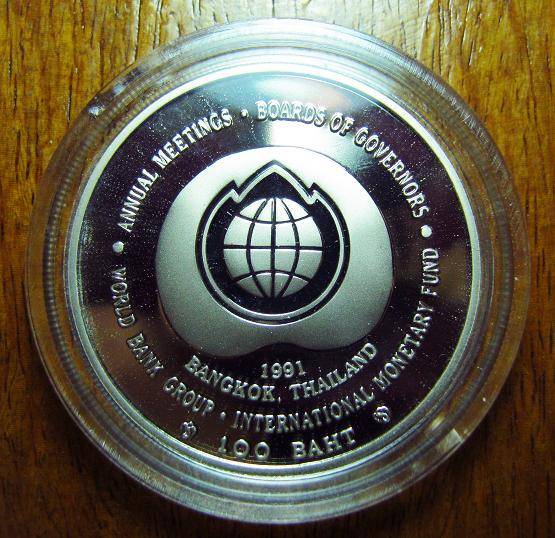 ANNUAL MEETINGS • BOARDS OF GOVERNORS •
WORLD BANK GROUP • INTERNATIONAL MONETARY FUND •
1991
BANGKOK, THAILAND
100 BAHT